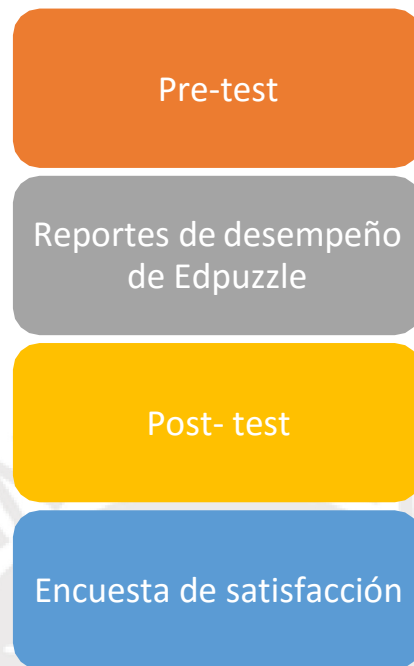 Pre-test
Reportes de desempeño
de Edpuzzle
Post- test
Encuesta de satisfacción